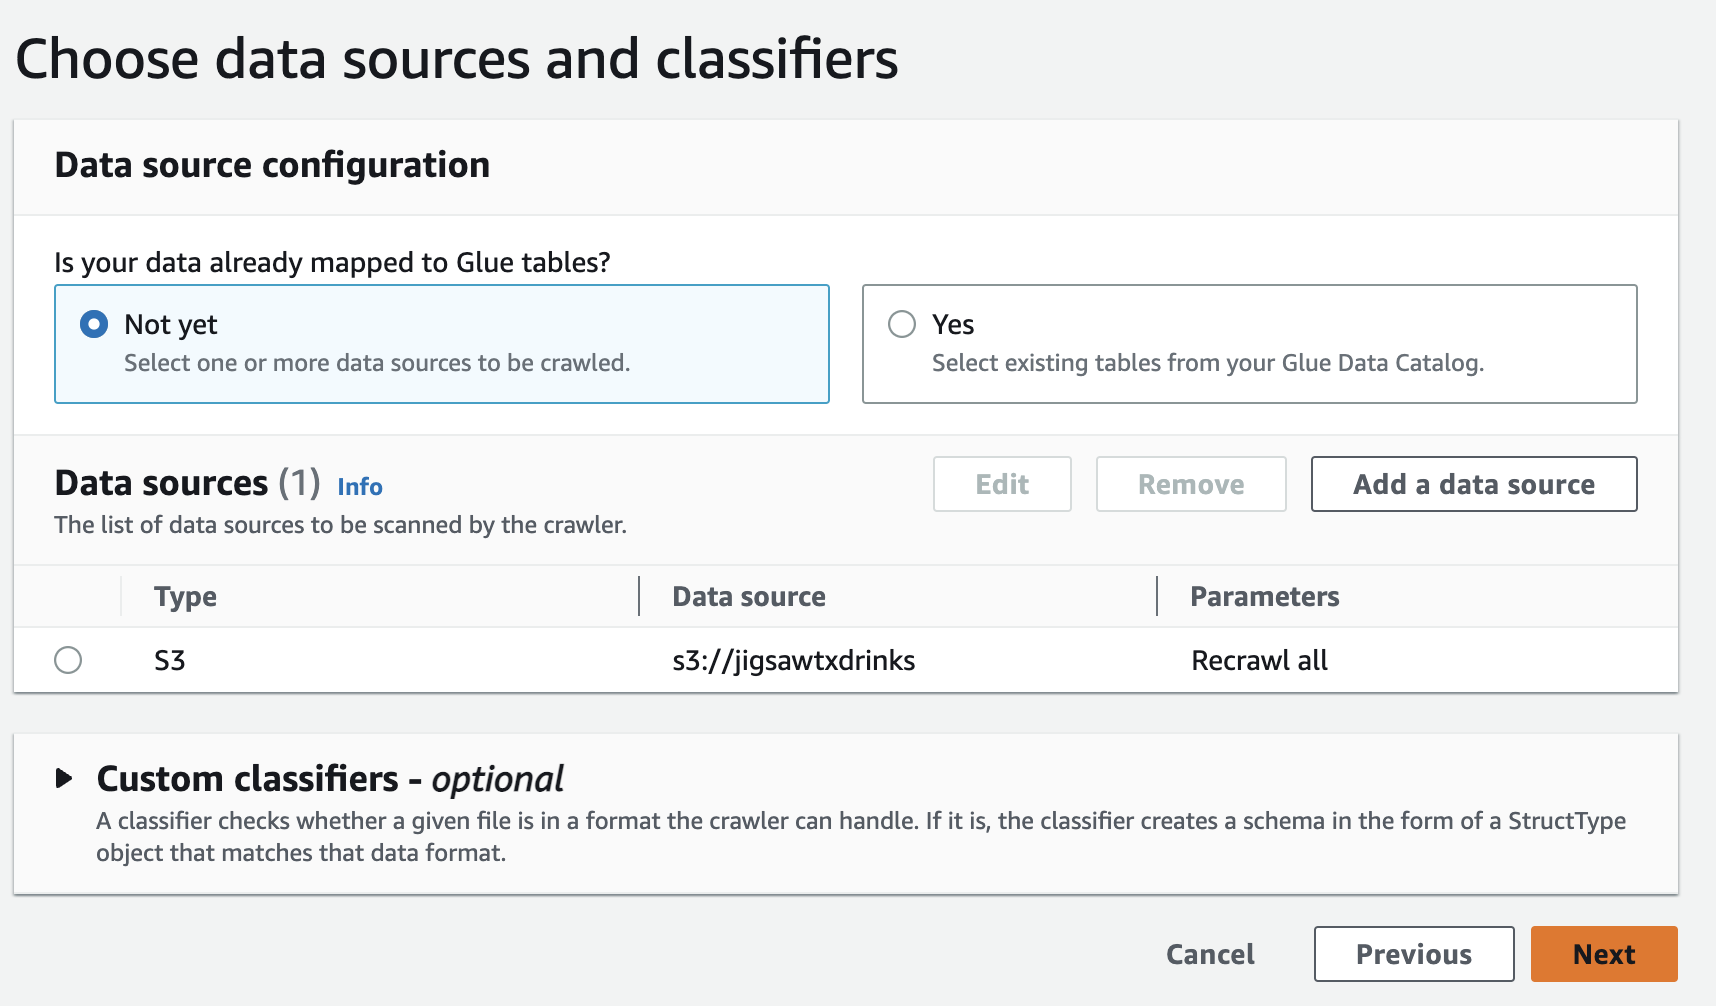 Choose data sources and classifiers
Data source configuration
Is your data already mapped to Glue tables?
Not yet
Select one or more data sources to be crawled.
Yes
Select existing tables from your Glue Data Catalog.
Data sources (1) Info
The list of data sources to be scanned by the crawler.
Edit
Remove
Add a data source
Type
Data source
Parameters
S3
s3://jigsawtxdrinks
Recrawl all
Custom classifiers - optional
A classifier checks whether a given file is in a format the crawler can handle. If it is, the classifier creates a schema in the form of a StructType
object that matches that data format.
Cancel
Previous
Next